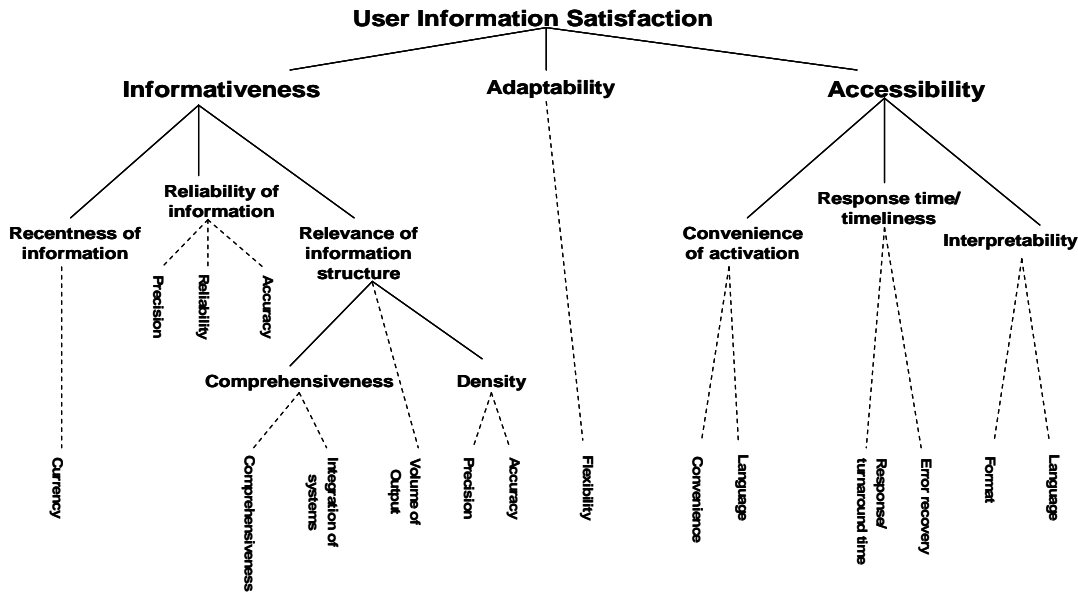 User Information Satisfaction
Informativeness
Adaptability
Accessibility
Reliability of
information
Response time/
timeliness
Recentness of
information
Relevance of
information
structure
Convenience
of activation
Interpretability
Precision
Reliability
Accuracy
Comprehensiveness
Density
Currency
Comprehensiveness
Integration of
systems
Volume of
Output
Precision
Accuracy
Flexibility
Convenience
Language
Response/
turnaround time
Error recovery
Format
Language